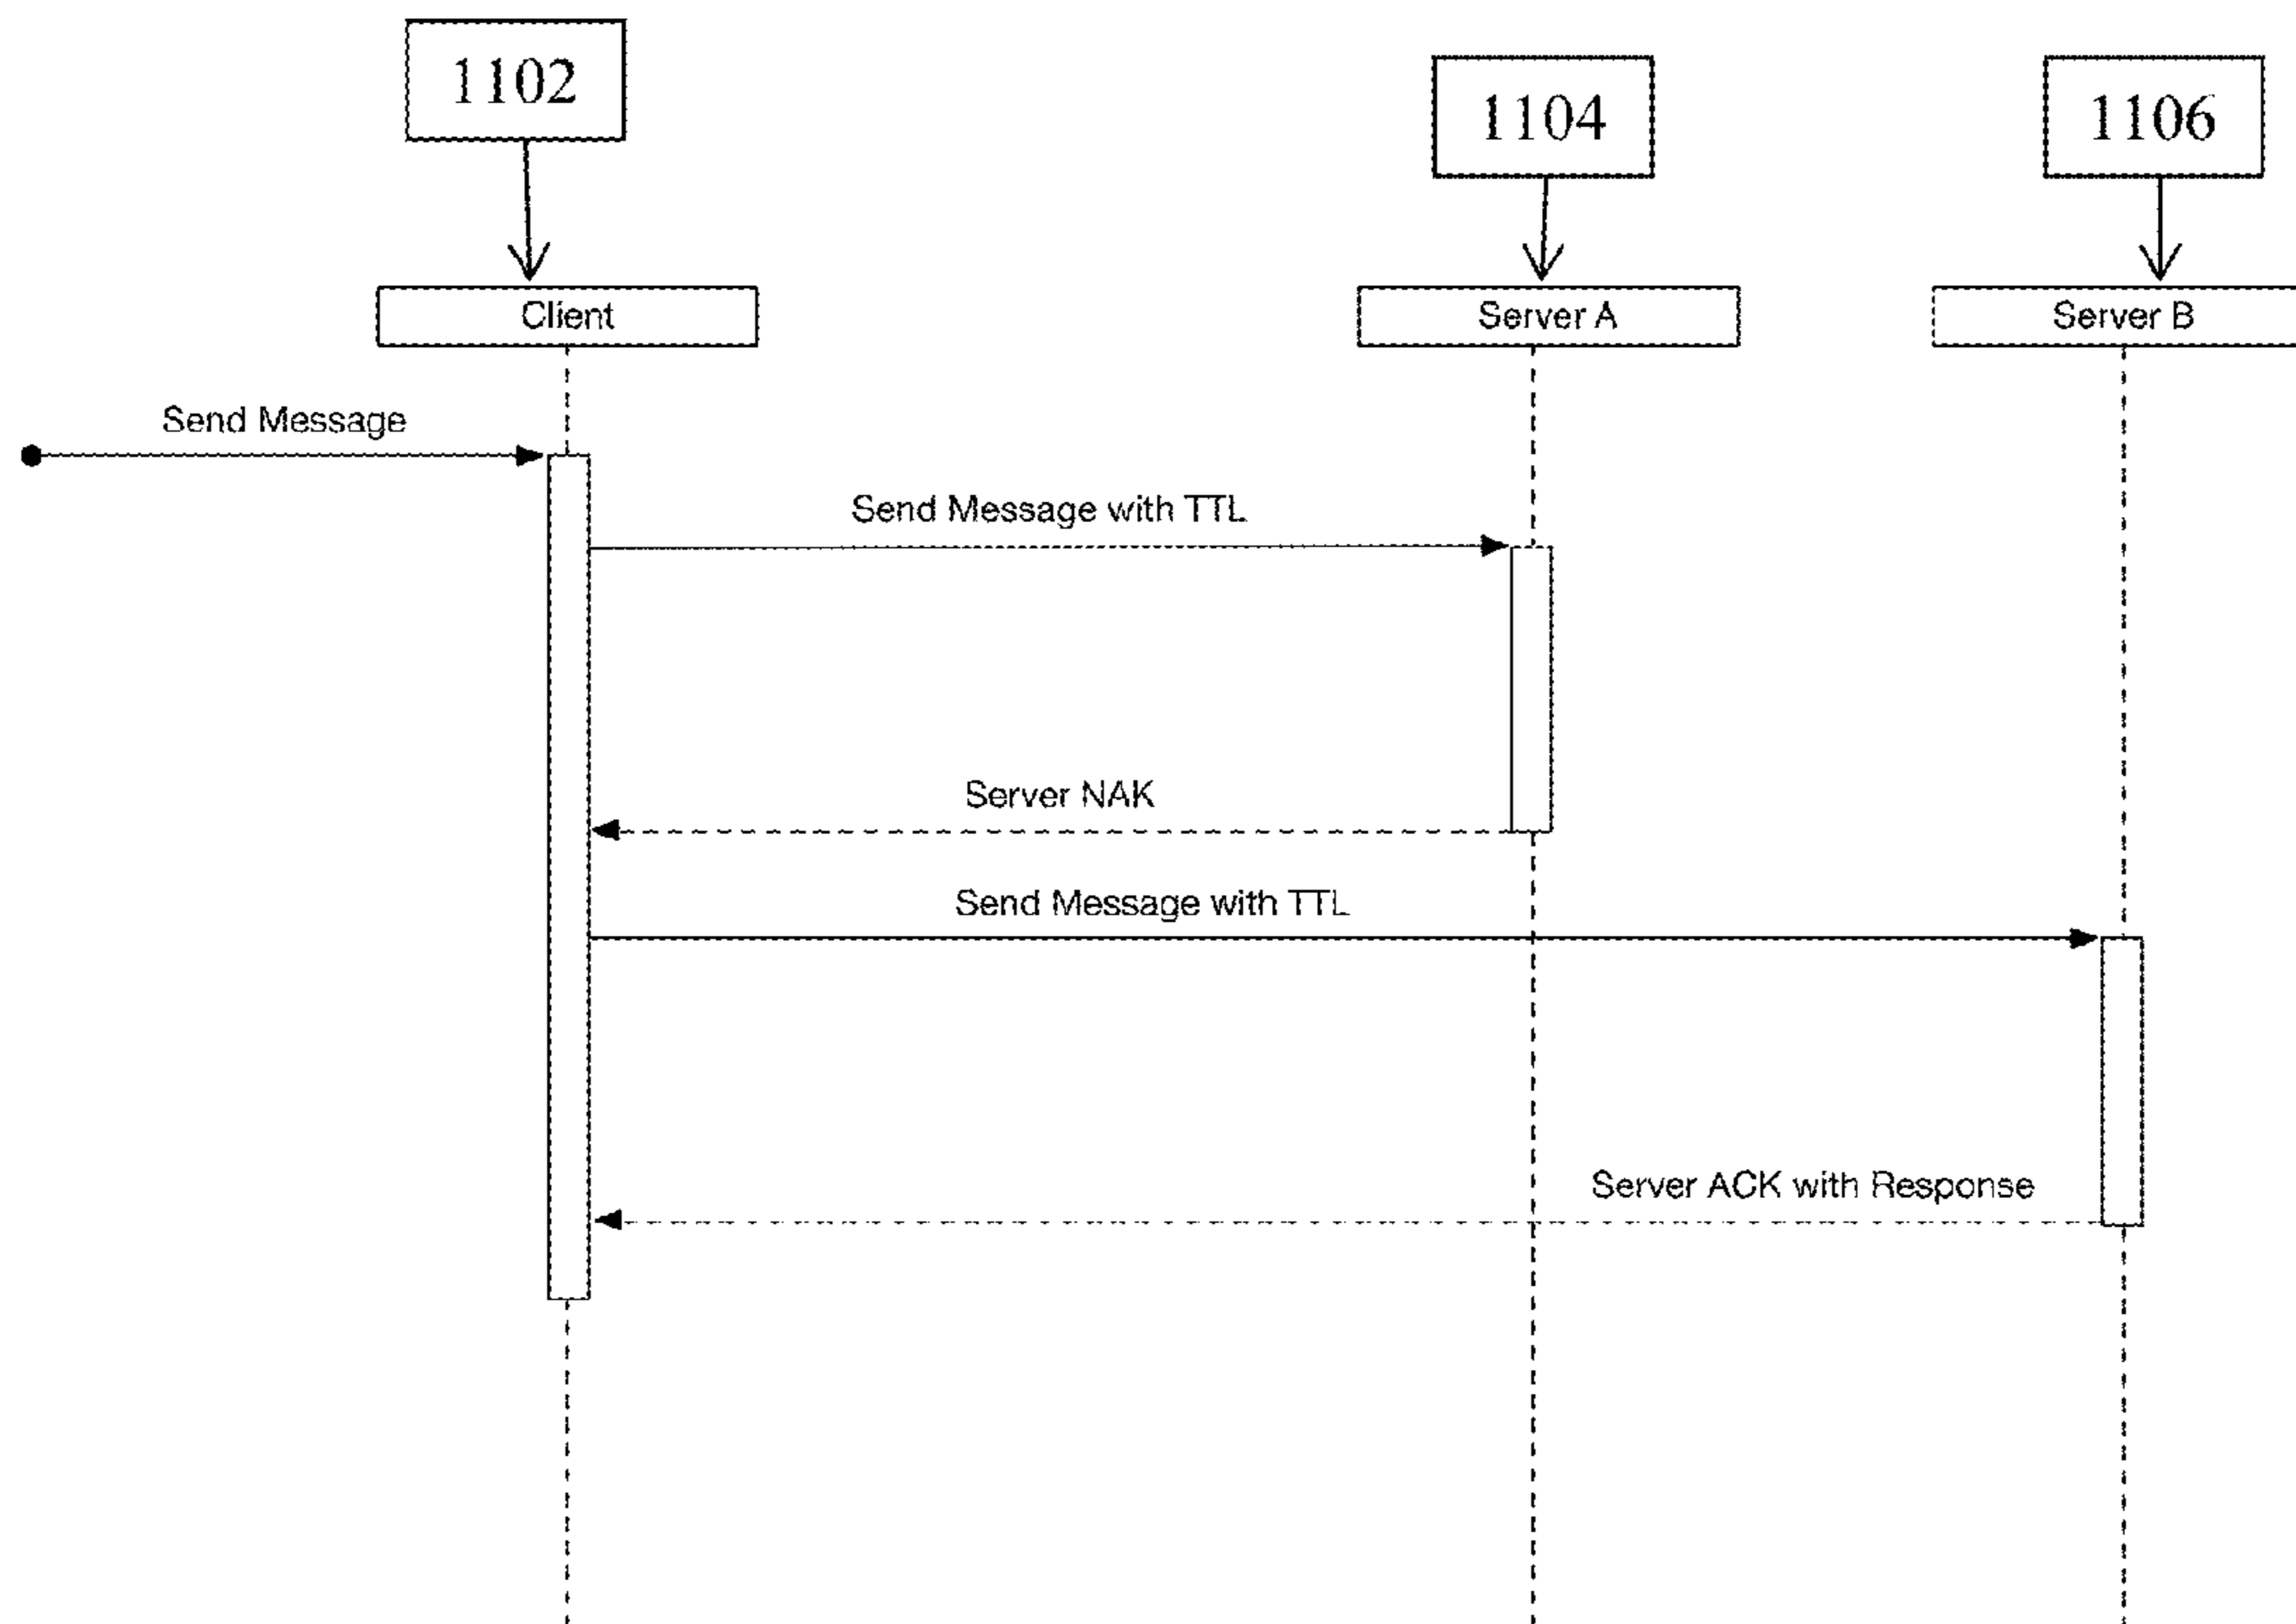 1102
1104
1106
Client
Server A
Server B
Send Message
Send Message with TTL
Server NAK
Send Message with TTL
Server ACK with Response